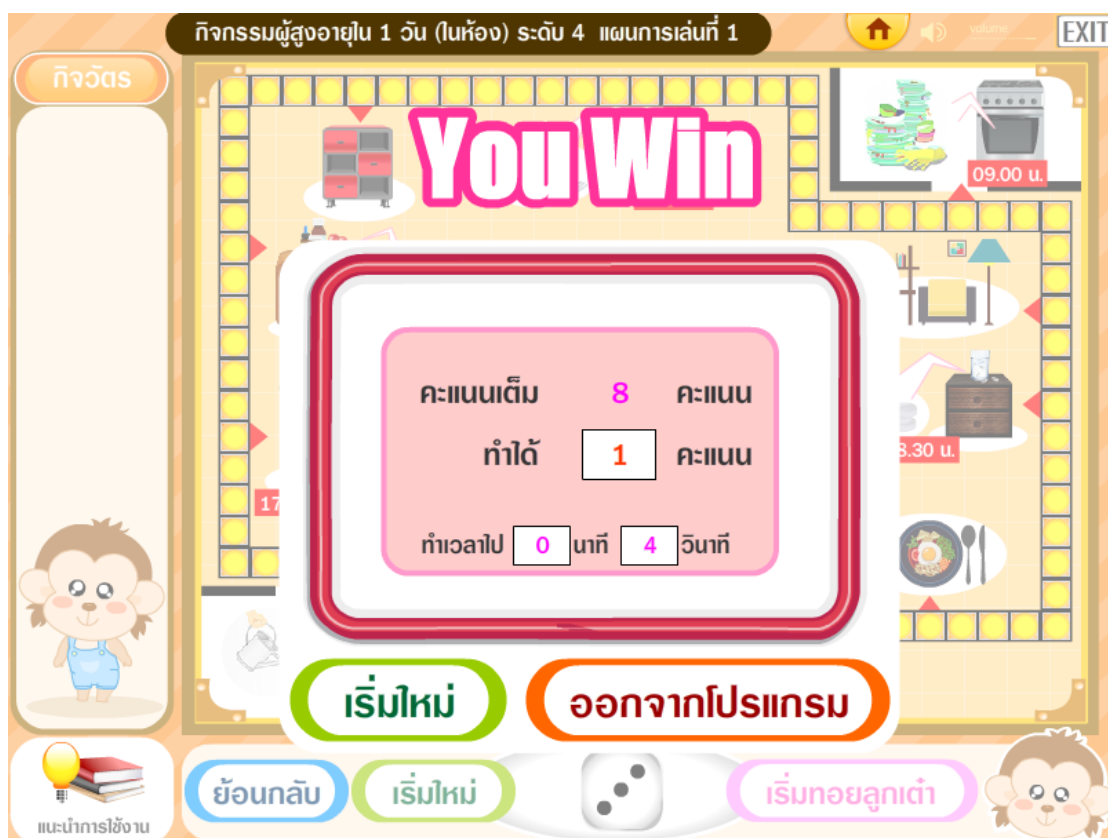 กิจกรรมผู้สูงอายุใน 1 วัน (ในห้อง) ระดับ 4 แผนการเล่นที่ 1
volume
EXIT
กิจวัตร
You Win
09.00 น.
คะแนนเต็ม 8 คะแนน
ทำได้ 1 คะแนน
.30 น.
17
ทำเวลาไป 0 นาที 4 วินาที
เริ่มใหม่
ออกจากโปรแกรม
ย้อนกลับ
เริ่มใหม่
เริ่มทอยลูกเต๋า
แนะนำการใช้งาน